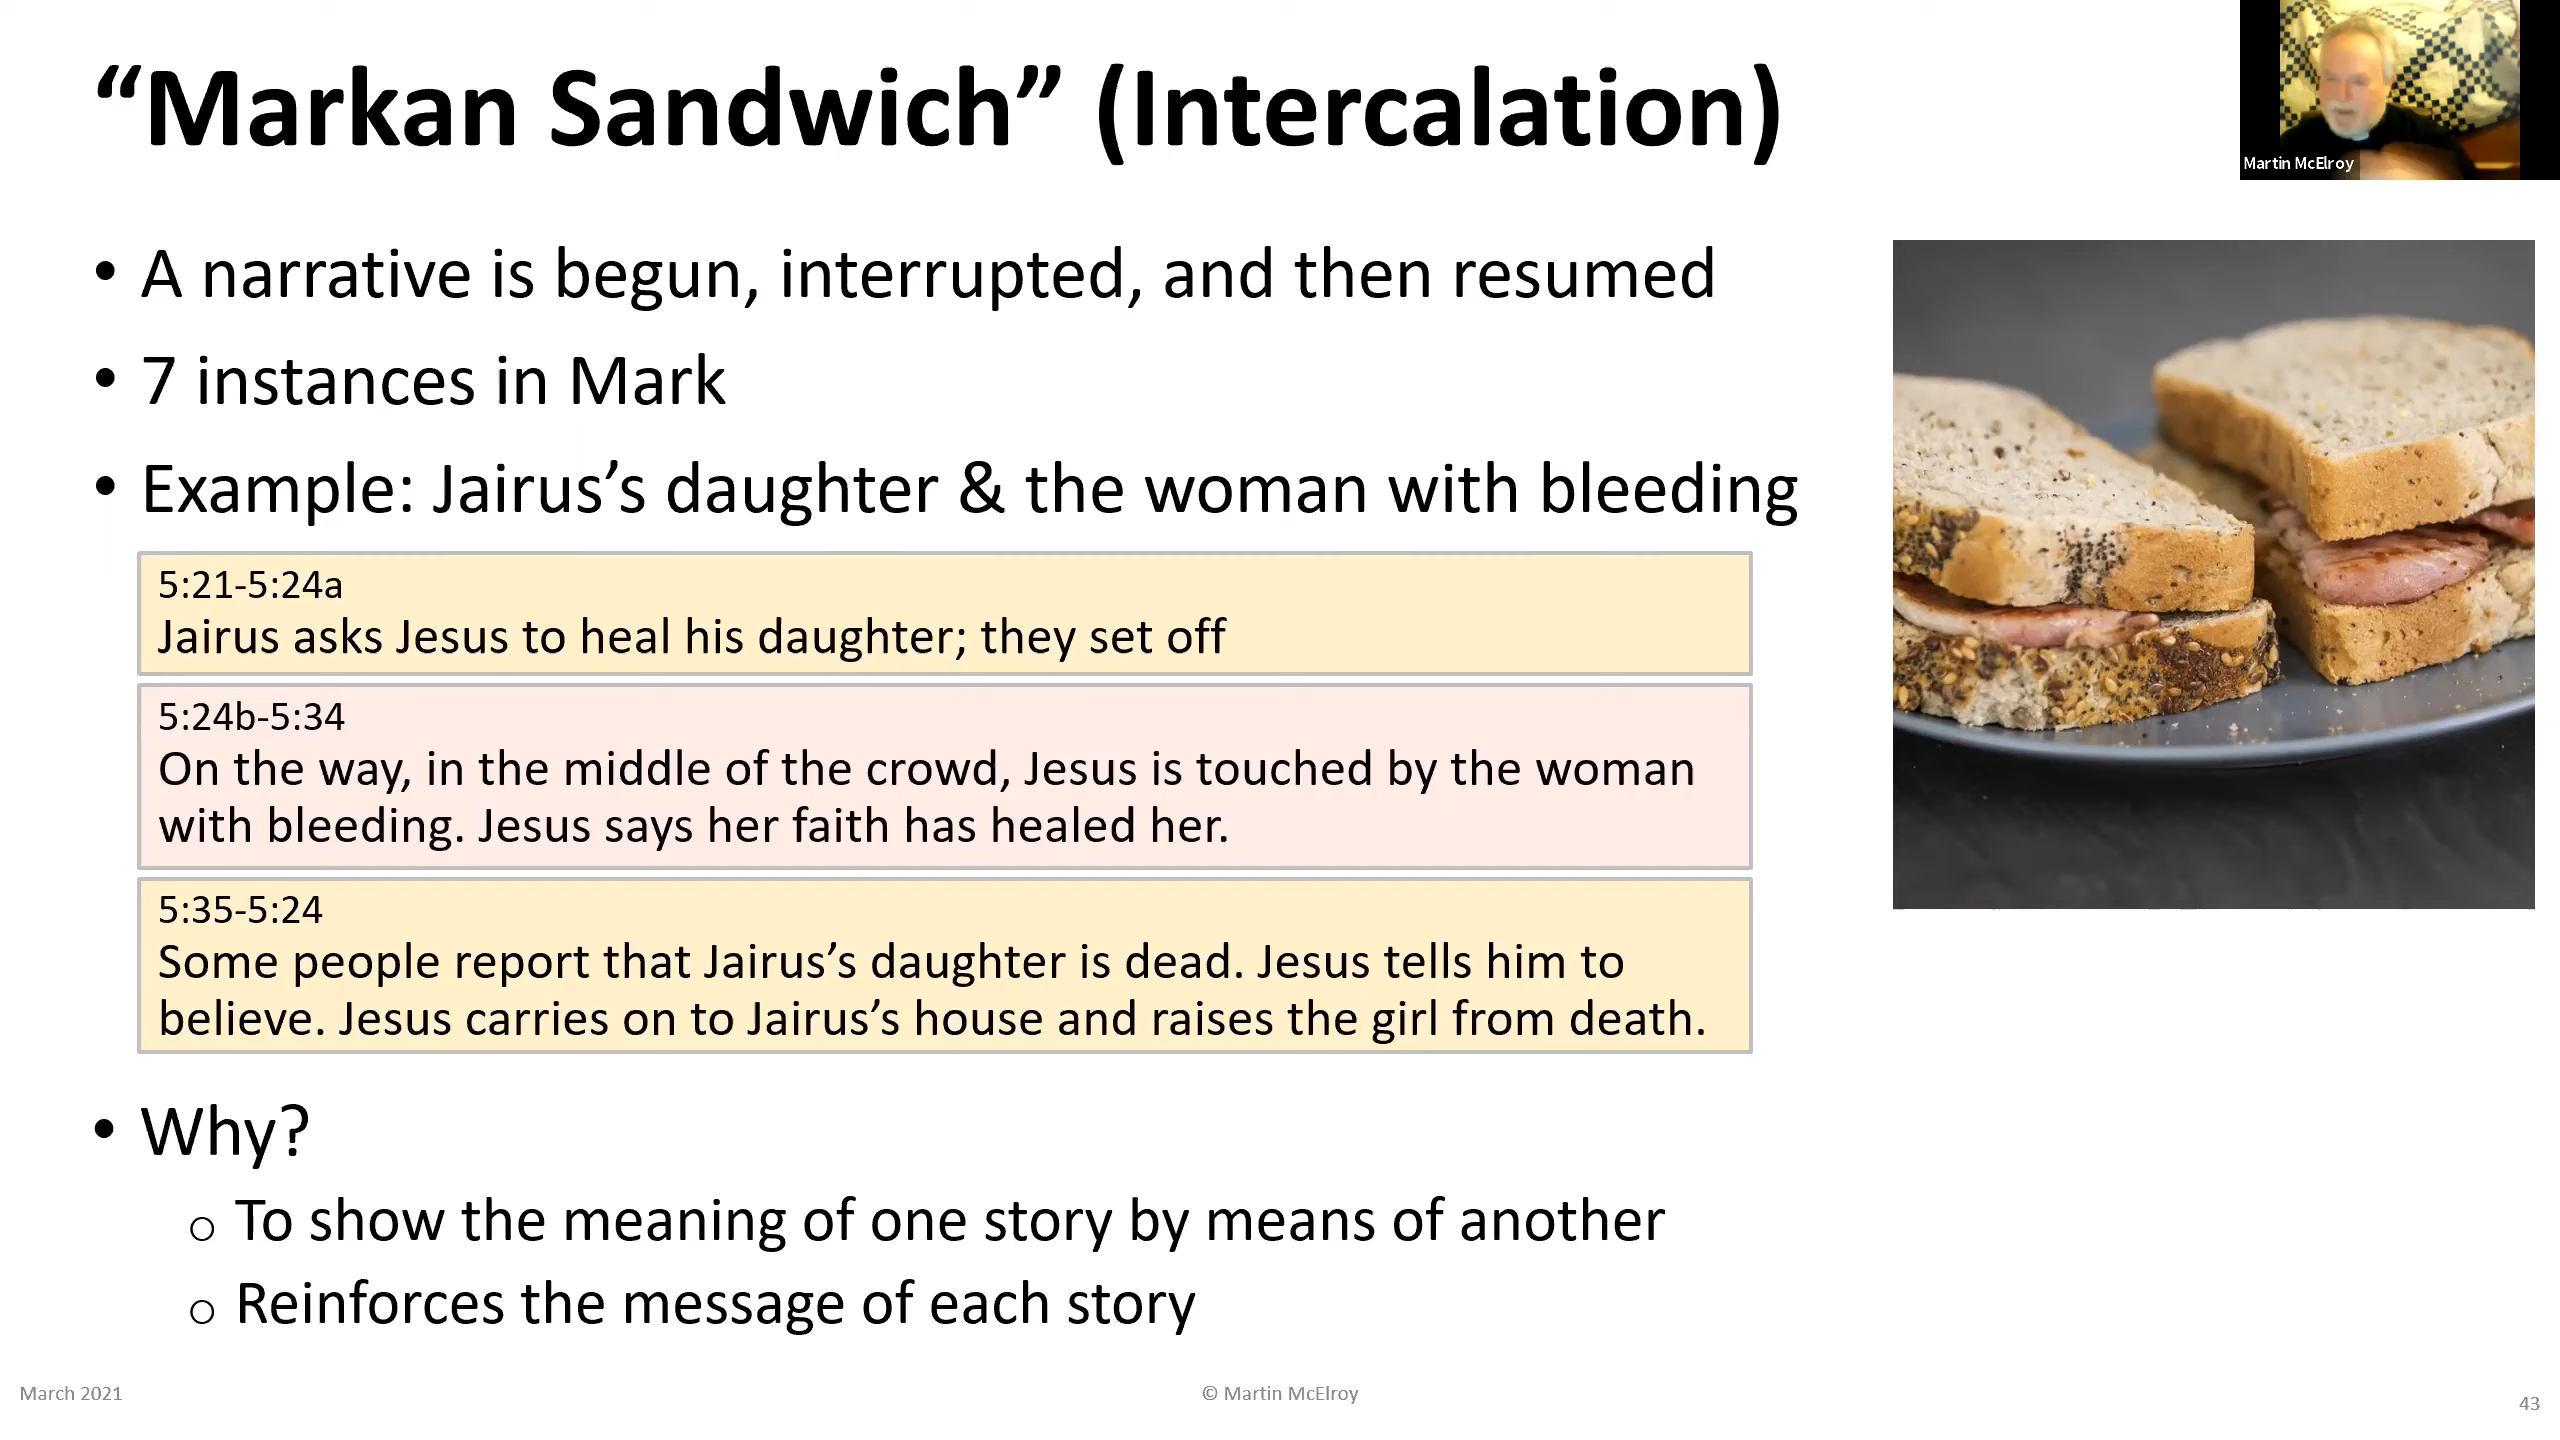 “Markan Sandwich” (Intercalation)
Martin McElroy
• A narrative is begun, interrupted, and then resumed
• 7 instances in Mark
• Example: Jairus’s daughter & the woman with bleeding
5:21-5:24a
Jairus asks Jesus to heal his daughter; they set off
5:24b-5:34
On the way, in the middle of the crowd, Jesus is touched by the woman
with bleeding. Jesus says her faith has healed her.
5:35-5:24
Some people report that Jairus’s daughter is dead. Jesus tells him to
believe. Jesus carries on to Jairus’s house and raises the girl from death.
• Why?
o To show the meaning of one story by means of another
o Reinforces the message of each story
March 2021
© Martin McElroy
43